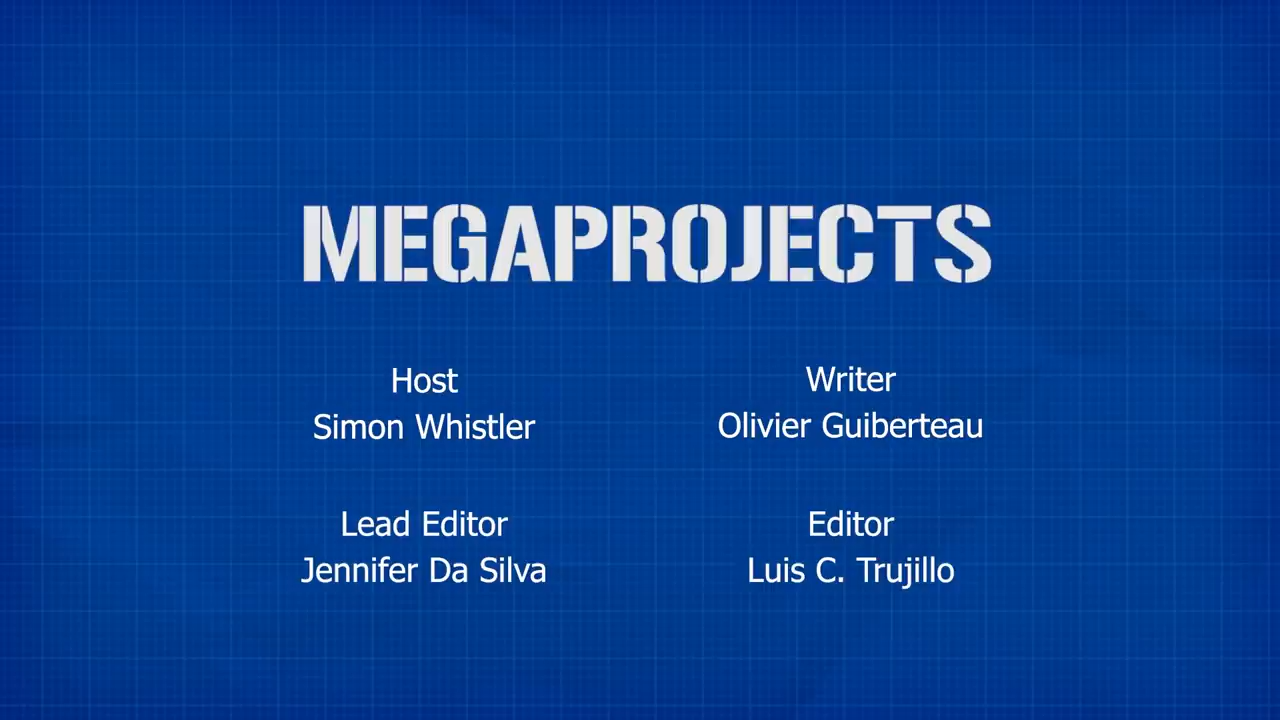 MEGAPROJECTS
Host
Simon Whistler
Writer
Olivier Guiberteau
Lead Editor
Jennifer Da Silva
Editor
Luis C. Trujillo